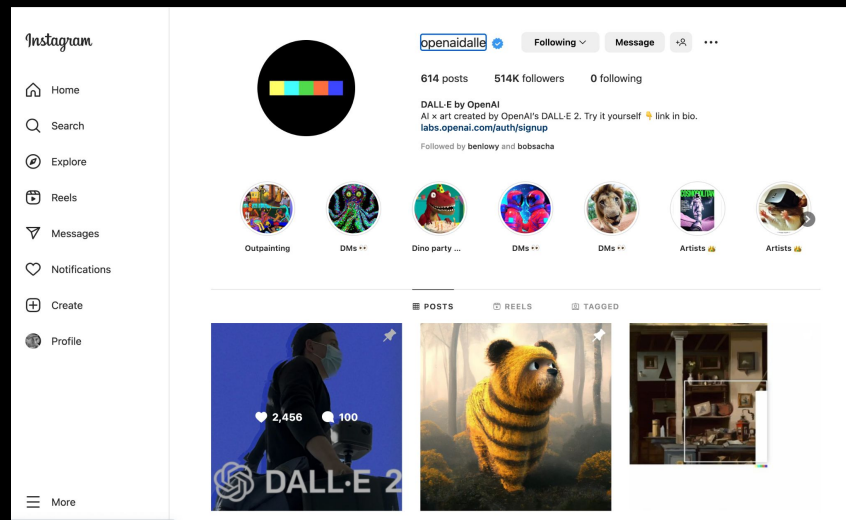 Instagram
Home
Search
Explore
Reels
Messages
Notifications
Create
Profile
More
openaidalle
Following
Message
614 posts 514K followers 0 following
DALL·E by OpenAI
AI × art created by OpenAI's DALL·E 2. Try it yourself 👇 link in bio.
labs.openai.com/auth/signup
Followed by benlowy and bobsacha
COSMOPOLITAN
Outpainting DMs 👀 Dino party ... DMs 👀 DMs 👀 Artists 👩‍🎨 Artists 👩‍🎨
POSTS REELS TAGGED
2,456 100
DALL·E 2